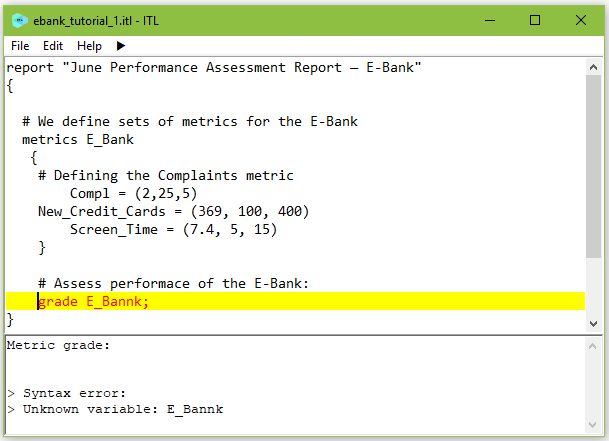 ebank_tutorial_1.itl - ITL
File Edit Help
report "June Performance Assessment Report – E-Bank"
{
# We define sets of metrics for the E-Bank
metrics E_Bank
{
# Defining the Complaints metric
Compl = (2,25,5)
New_Credit_Cards = (369, 100, 400)
Screen_Time = (7.4, 5, 15)
}
# Assess performace of the E-Bank:
grade E_Bannk;
}
Metric grade:
> Syntax error:
> Unknown variable: E_Bannk